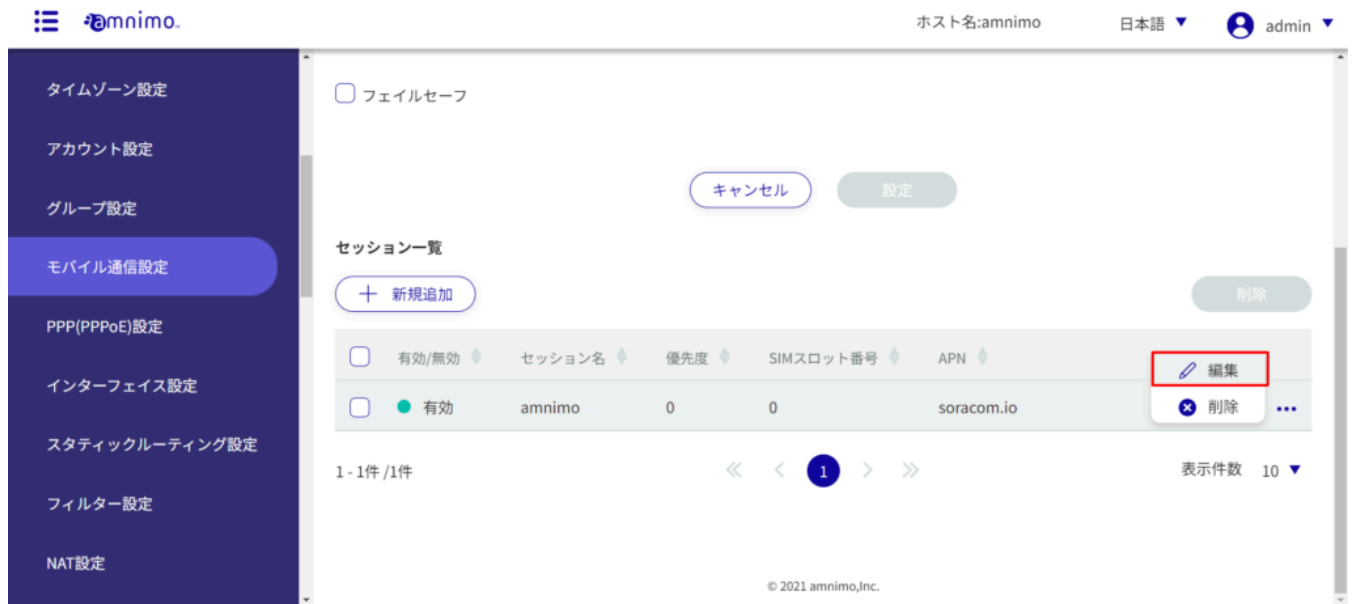 amnimo. ホスト名:amnimo 日本語 ▼ admin ▼
タイムゾーン設定
アカウント設定
グループ設定
モバイル通信設定
PPP(PPPoE)設定
インターフェイス設定
スタティックルーティング設定
フィルター設定
NAT設定
フェイルセーフ
キャンセル 設定
セッション一覧
+ 新規追加 削除
有効/無効 セッション名 優先度 SIMスロット番号 APN
編集
有効 amnimo 0 0 soracom.io
削除 ...
1 - 1件 /1件 « < 1 > » 表示件数 10 ▼
© 2021 amnimo,Inc.